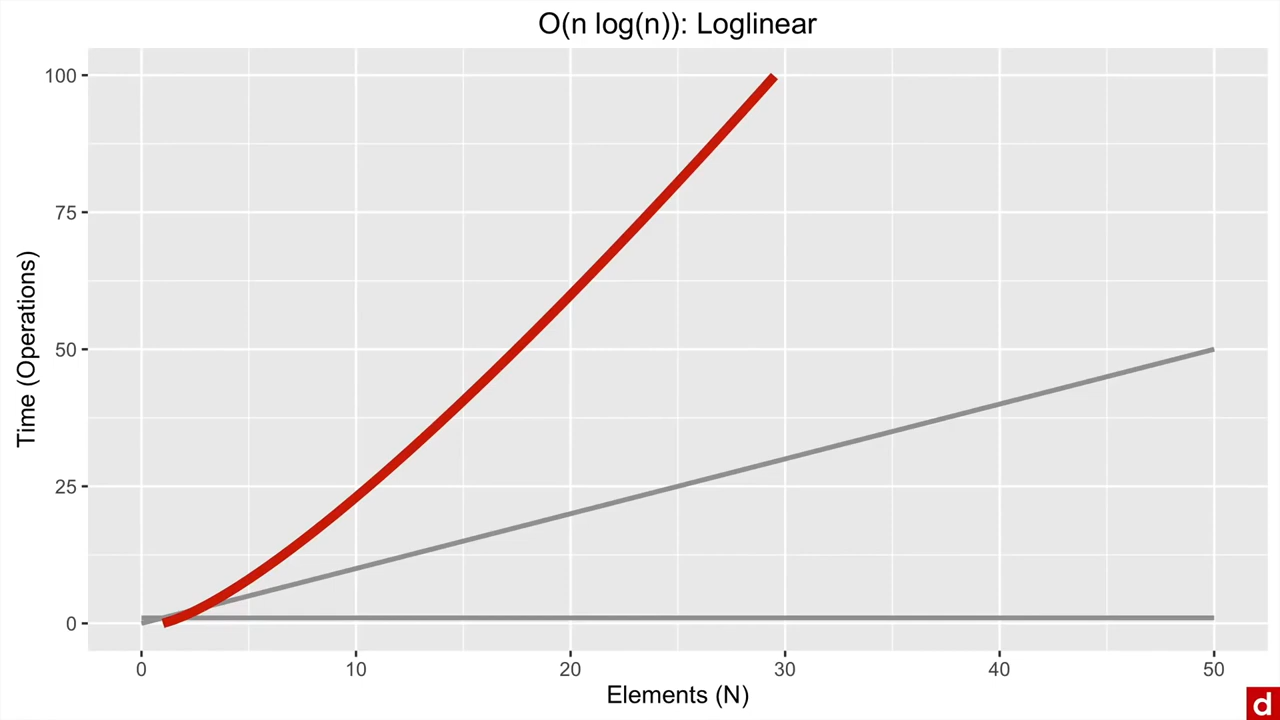 O(n log(n)): Loglinear
Time (Operations)
100
75
50
25
0
0 10 20 30 40 50
Elements (N)
d